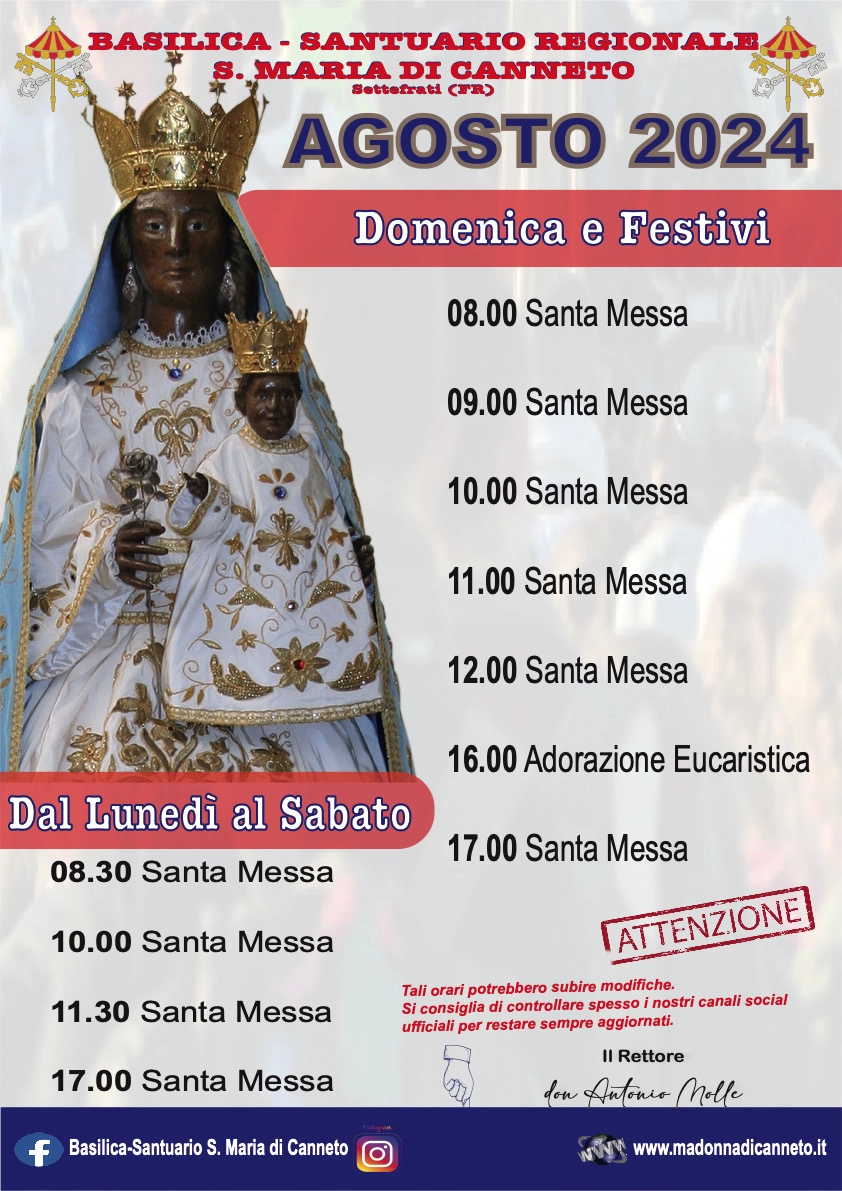 BASILICA - SANTUARIO REGIONALE
S. MARIA DI CANNETO
Settefrati (FR)
AGOSTO 2024
Domenica e Festivi
08.00 Santa Messa
09.00 Santa Messa
10.00 Santa Messa
11.00 Santa Messa
12.00 Santa Messa
16.00 Adorazione Eucaristica
17.00 Santa Messa
Dal Lunedì al Sabato
08.30 Santa Messa
10.00 Santa Messa
11.30 Santa Messa
17.00 Santa Messa
ATTENZIONE
Tali orari potrebbero subire modifiche.
Si consiglia di controllare spesso i nostri canali social
ufficiali per restare sempre aggiornati.
Il Rettore
don Antonio Molle
Basilica-Santuario S. Maria di Canneto
Instagram
WWW
www.madonnadicanneto.it